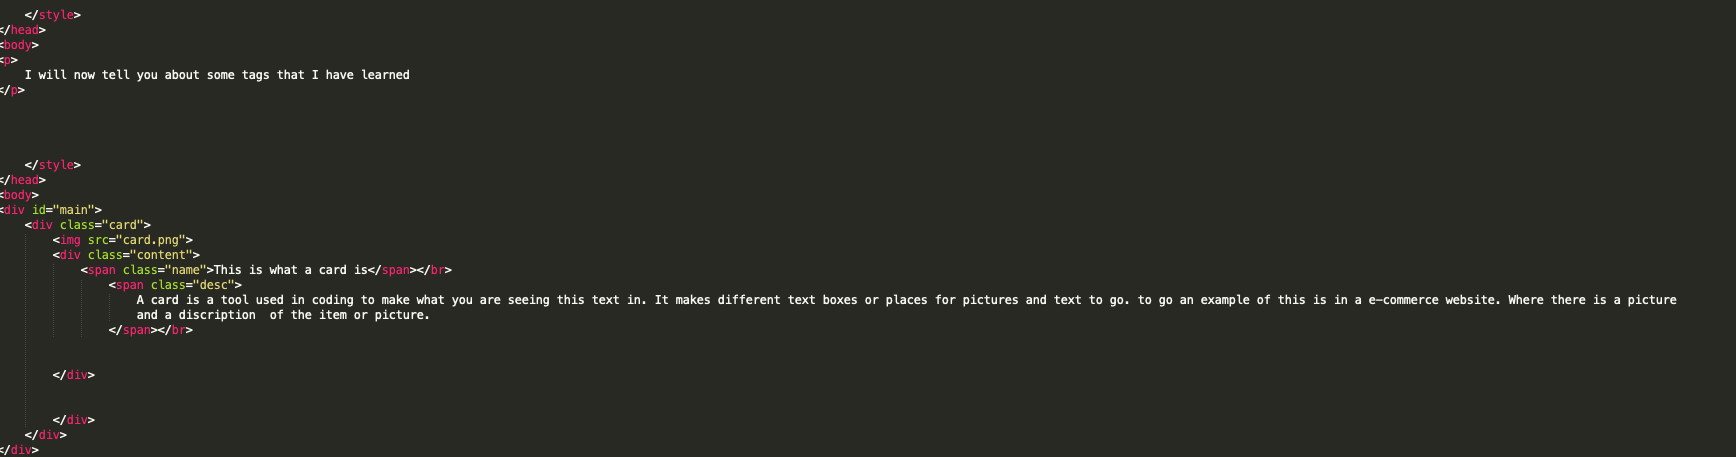 </style>
</head>
<body>
<p>
I will now tell you about some tags that I have learned
</p>
</style>
</head>
<body>
<div id="main">
<div class="card">
<img src="card.png">
<div class="content">
<span class="name">This is what a card is</span></br>
<span class="desc">
A card is a tool used in coding to make what you are seeing this text in. It makes different text boxes or places for pictures and text to go. to go an example of this is in a e-commerce website. Where there is a picture
and a discription  of the item or picture.
</span></br>
</div>
</div>
</div>
</div>